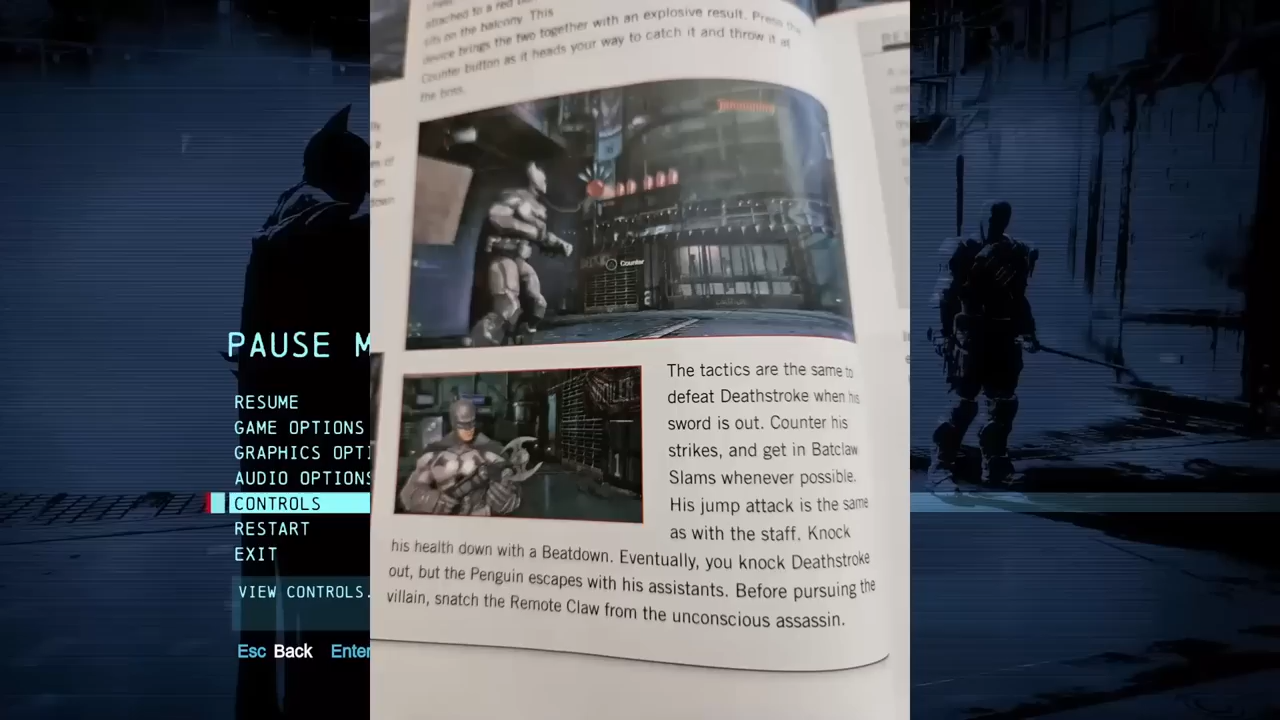 PAUSE M
RESUME
GAME OPTIONS
GRAPHICS OPTI
AUDIO OPTIONS
CONTROLS
RESTART
EXIT
VIEW CONTROLS.
Esc Back Enter
attached to a red
sits on the balcony. This
device brings the two together with an explosive result. Press the
Counter button as it heads your way to catch it and throw it at
the boss.
Counter
BOILER
1
The tactics are the same to
defeat Deathstroke when his
sword is out. Counter his
strikes, and get in Batclaw
Slams whenever possible.
His jump attack is the same
as with the staff. Knock
his health down with a Beatdown. Eventually, you knock Deathstroke
out, but the Penguin escapes with his assistants. Before pursuing the
villain, snatch the Remote Claw from the unconscious assassin.